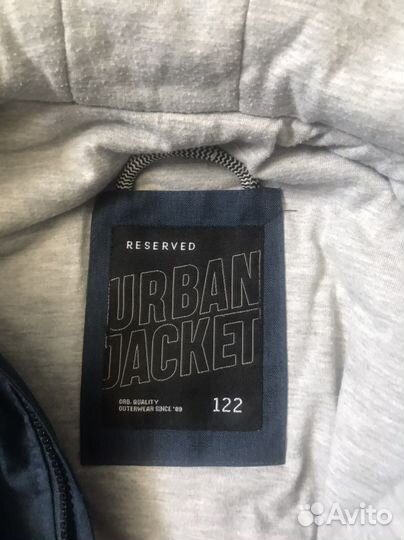 RESERVED
URBAN
JACKET
ORG. QUALITY
OUTERWEAR SINCE '89
122
Avito